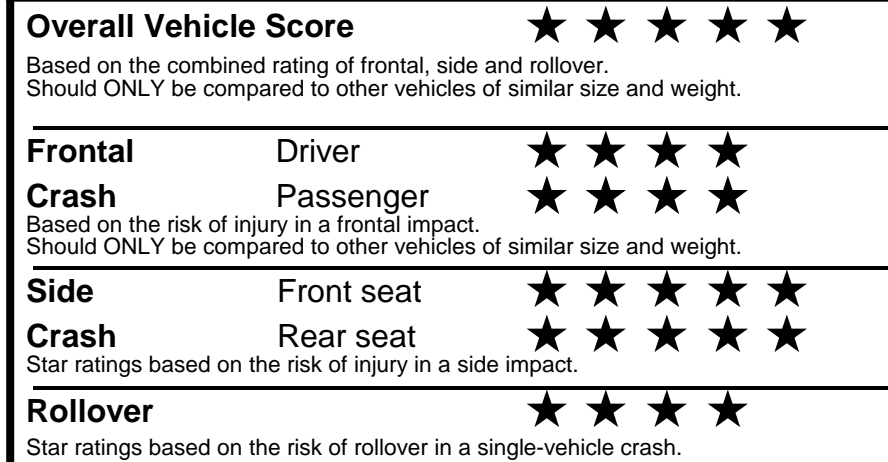 Overall Vehicle Score ★ ★ ★ ★ ★
Based on the combined rating of frontal, side and rollover.
Should ONLY be compared to other vehicles of similar size and weight.
Frontal Driver ★ ★ ★ ★
Crash Passenger ★ ★ ★ ★
Based on the risk of injury in a frontal impact.
Should ONLY be compared to other vehicles of similar size and weight.
Side Front seat ★ ★ ★ ★ ★
Crash Rear seat ★ ★ ★ ★ ★
Star ratings based on the risk of injury in a side impact.
Rollover ★ ★ ★ ★
Star ratings based on the risk of rollover in a single-vehicle crash.